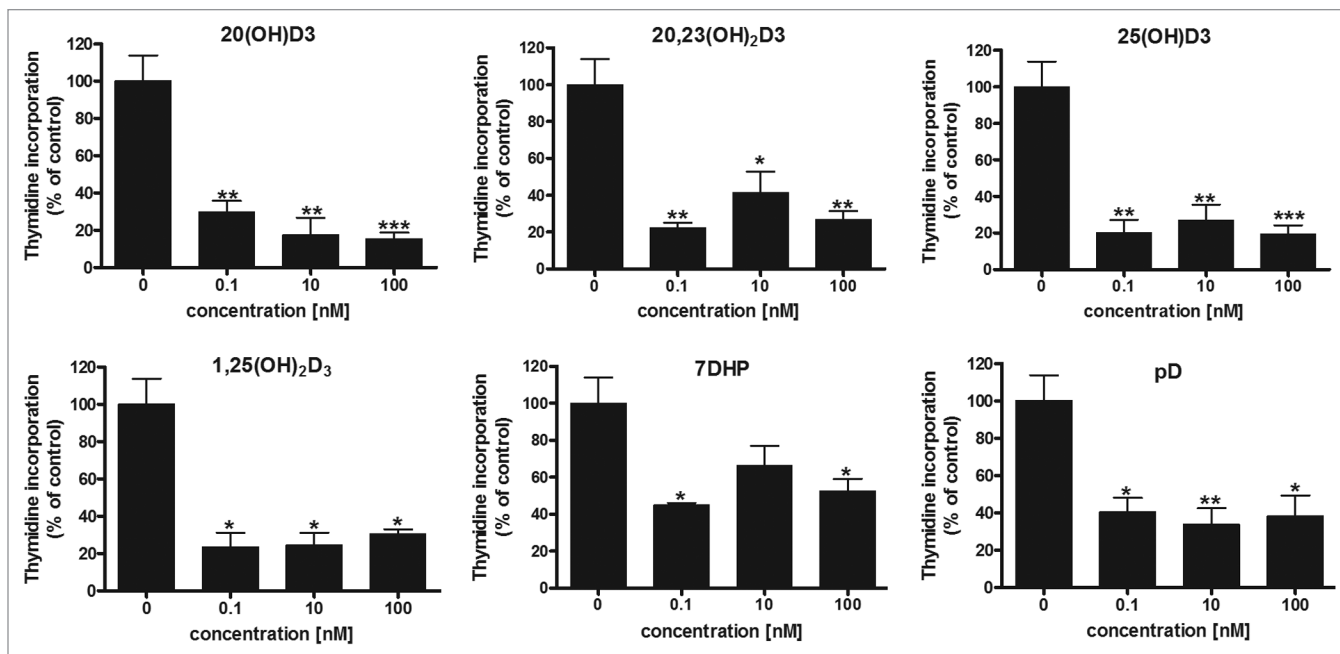 20(OH)D3
Thymidine incorporation
(% of control)
120
100
80
60
40
20
0
**
**
***
0 0.1 10 100
concentration [nM]
20,23(OH)₂D3
Thymidine incorporation
(% of control)
120
100
80
60
40
20
0
**
*
**
0 0.1 10 100
concentration [nM]
25(OH)D3
Thymidine incorporation
(% of control)
120
100
80
60
40
20
0
**
**
***
0 0.1 10 100
concentration [nM]
1,25(OH)₂D₃
Thymidine incorporation
(% of control)
120
100
80
60
40
20
0
*
*
*
0 0.1 10 100
concentration [nM]
7DHP
Thymidine incorporation
(% of control)
120
100
80
60
40
20
0
*
*
0 0.1 10 100
concentration [nM]
pD
Thymidine incorporation
(% of control)
120
100
80
60
40
20
0
*
**
*
0 0.1 10 100
concentration [nM]